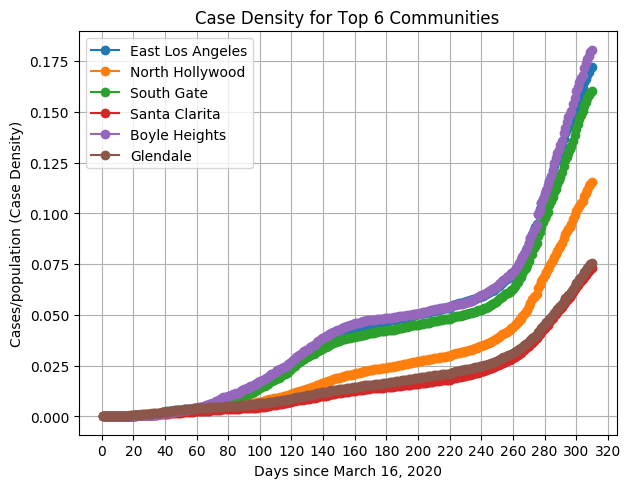 Case Density for Top 6 Communities
East Los Angeles
North Hollywood
South Gate
Santa Clarita
Boyle Heights
Glendale
Cases/population (Case Density)
0.175
0.150
0.125
0.100
0.075
0.050
0.025
0.000
0 20 40 60 80 100 120 140 160 180 200 220 240 260 280 300 320
Days since March 16, 2020